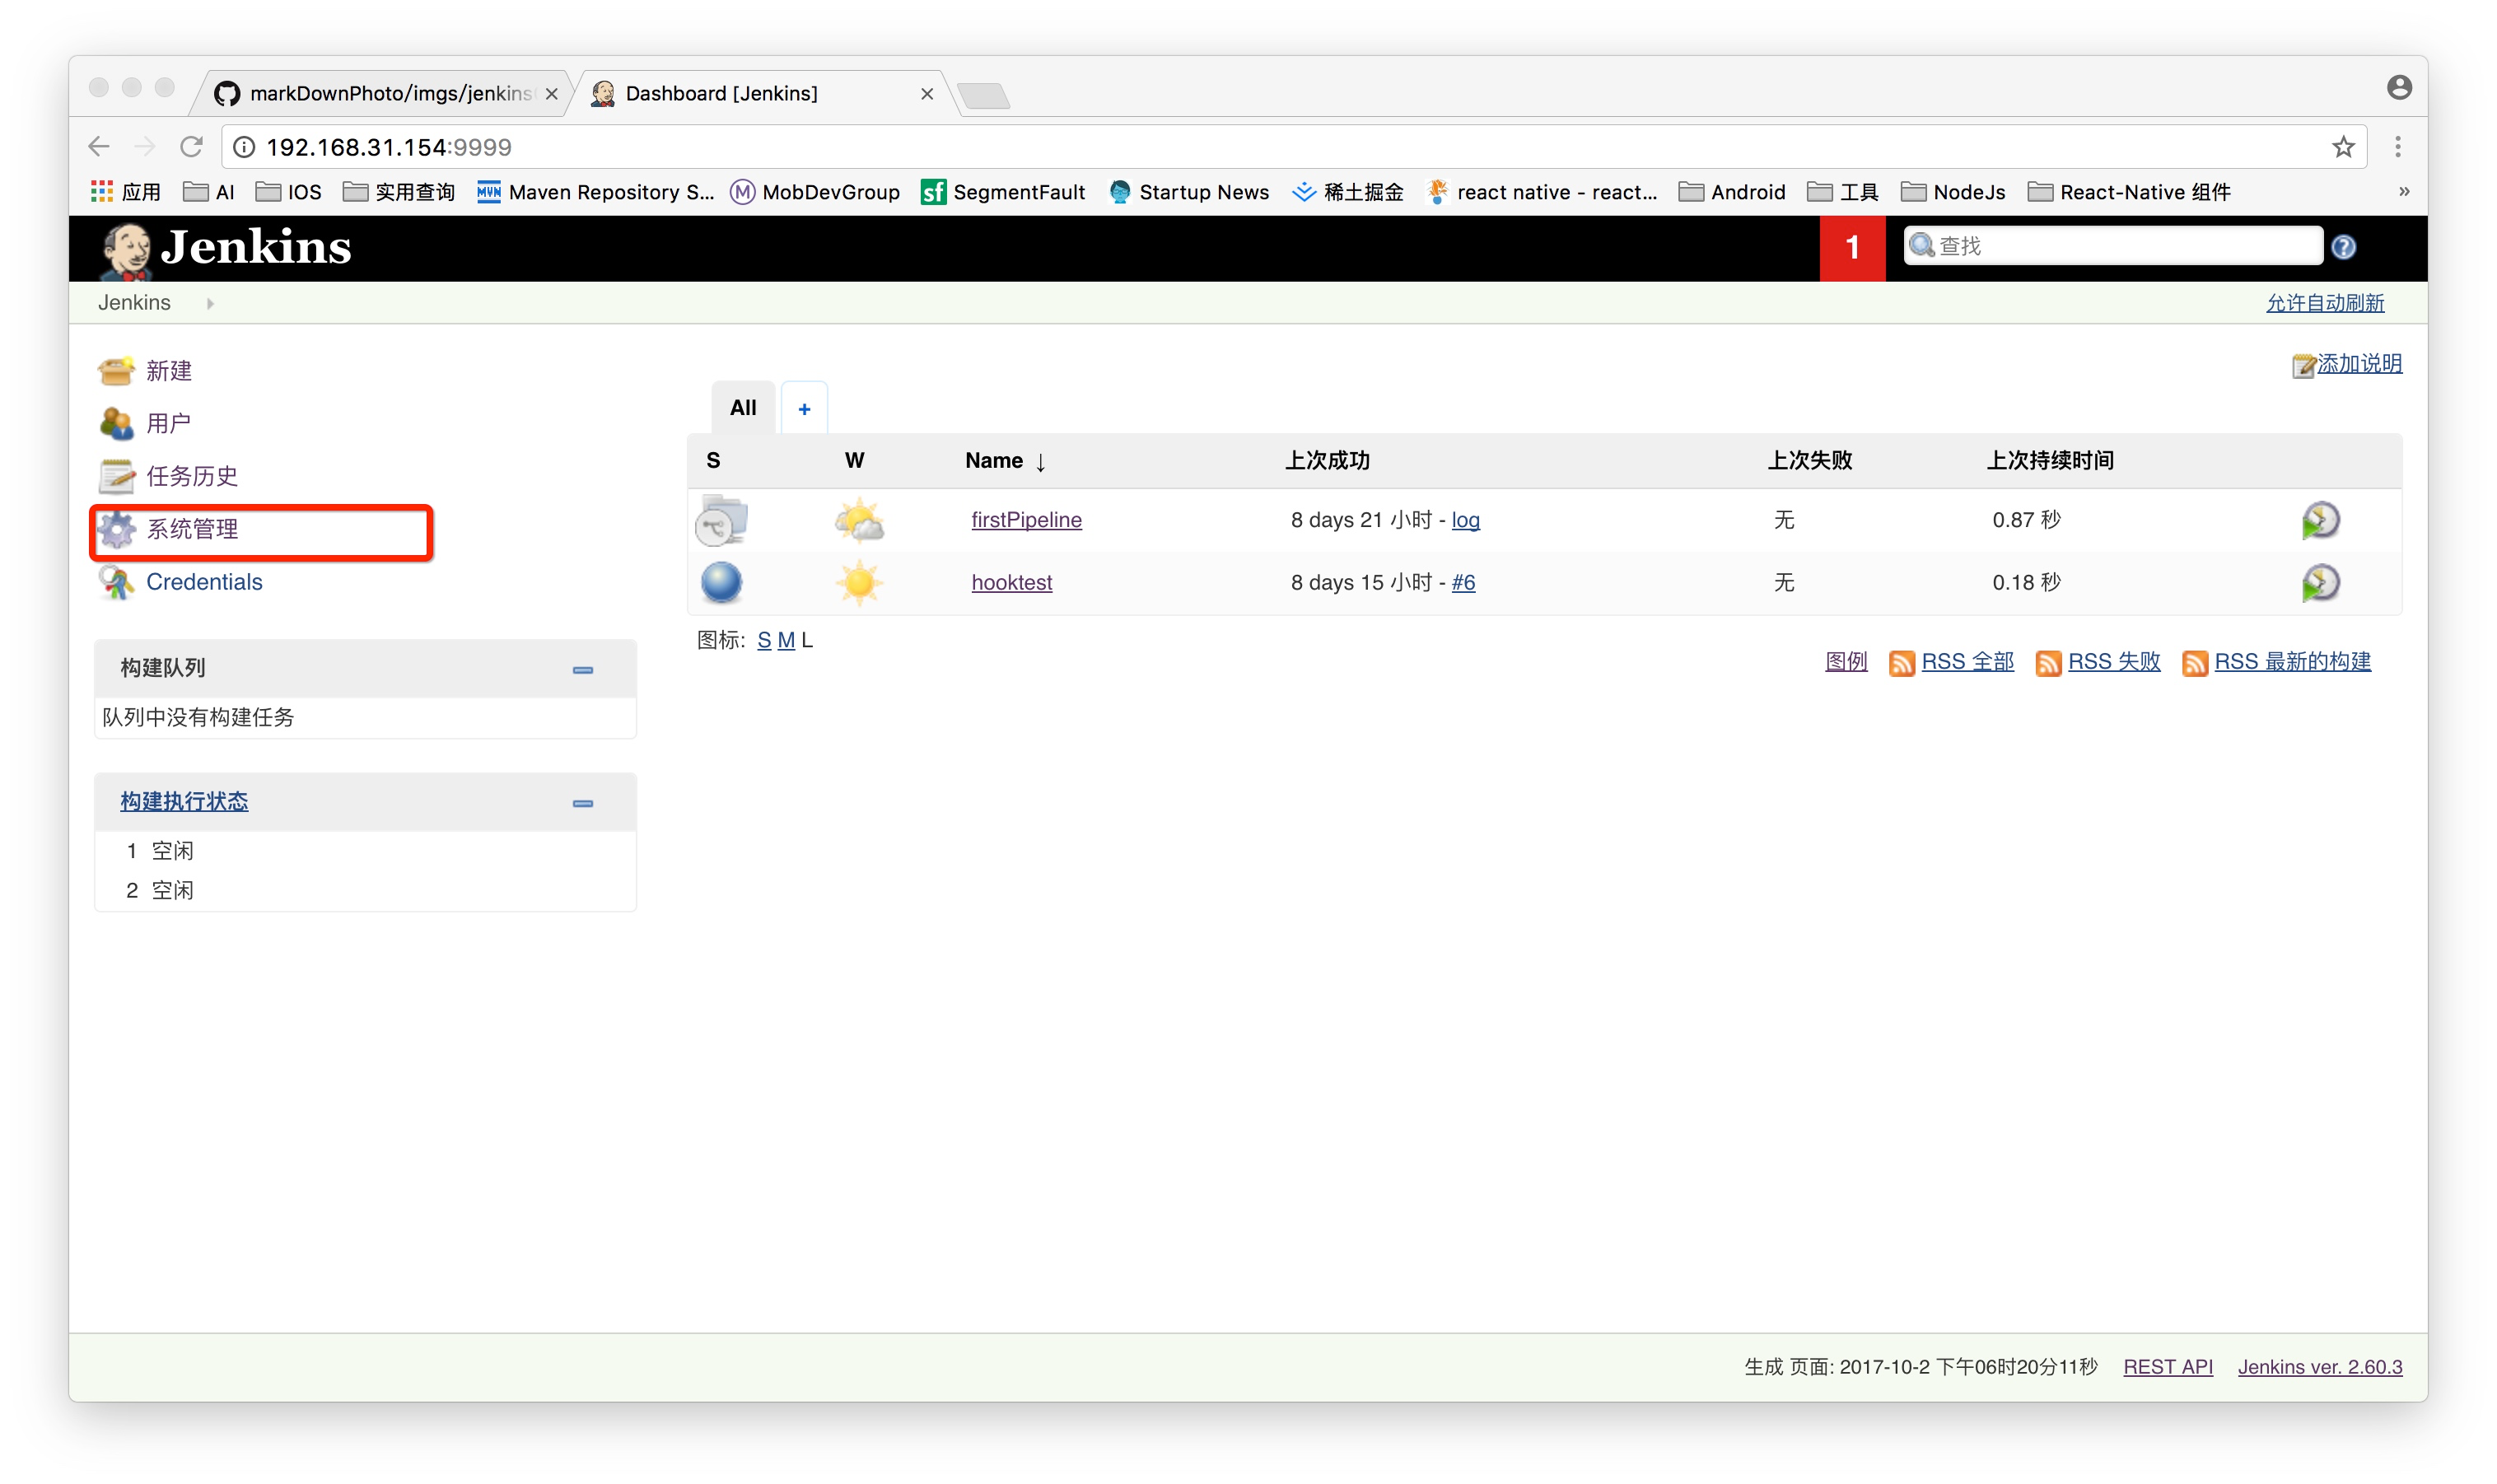 markDownPhoto/imgs/jenkins
Dashboard [Jenkins]
192.168.31.154:9999
应用 AI IOS 实用查询 MVN Maven Repository S... M MobDevGroup sf SegmentFault Startup News 稀土掘金 react native - react... Android 工具 NodeJs React-Native 组件 »
Jenkins
1
查找
Jenkins
允许自动刷新
新建
用户
任务历史
系统管理
Credentials
构建队列
队列中没有构建任务
构建执行状态
1 空闲
2 空闲
添加说明
All +
S W Name ↓ 上次成功 上次失败 上次持续时间
firstPipeline 8 days 21 小时 - log 无 0.87 秒
hooktest 8 days 15 小时 - #6 无 0.18 秒
图标: S M L
图例 RSS 全部 RSS 失败 RSS 最新的构建
生成 页面: 2017-10-2 下午06时20分11秒 REST API Jenkins ver. 2.60.3